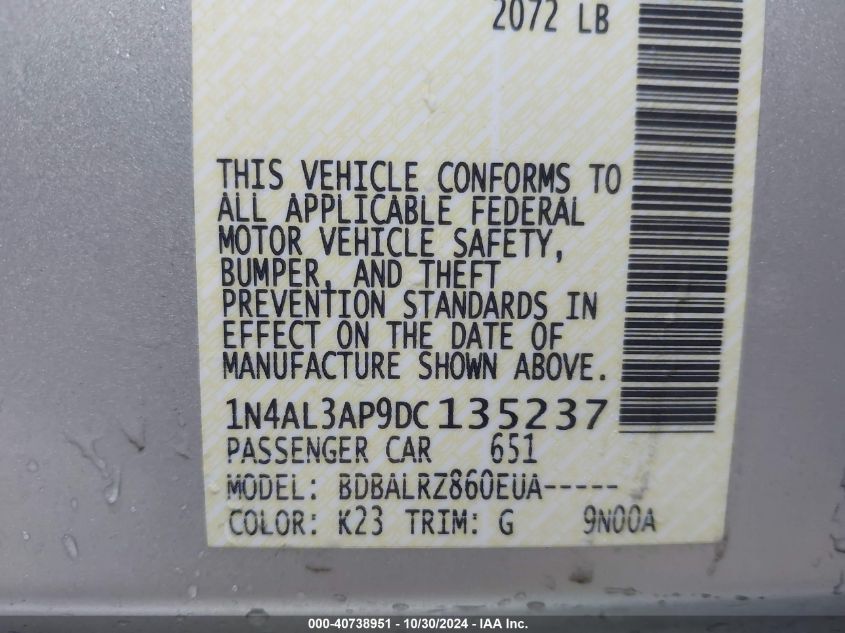 2072 LB
THIS VEHICLE CONFORMS TO
ALL APPLICABLE FEDERAL
MOTOR VEHICLE SAFETY,
BUMPER, AND THEFT
PREVENTION STANDARDS IN
EFFECT ON THE DATE OF
MANUFACTURE SHOWN ABOVE.
1N4AL3AP9DC135237
PASSENGER CAR 651
MODEL: BDBALRZ860EUA-----
COLOR: K23 TRIM: G 9N00A
000-40738951 - 10/30/2024 - IAA Inc.